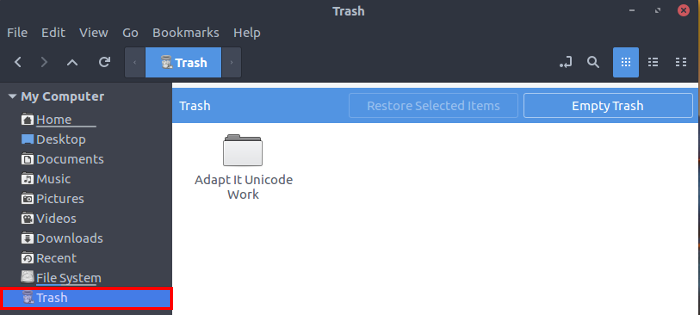 Trash
File Edit View Go Bookmarks Help
Trash
My Computer
Home
Desktop
Documents
Music
Pictures
Videos
Downloads
Recent
File System
Trash
Trash Restore Selected Items Empty Trash
Adapt It Unicode
Work